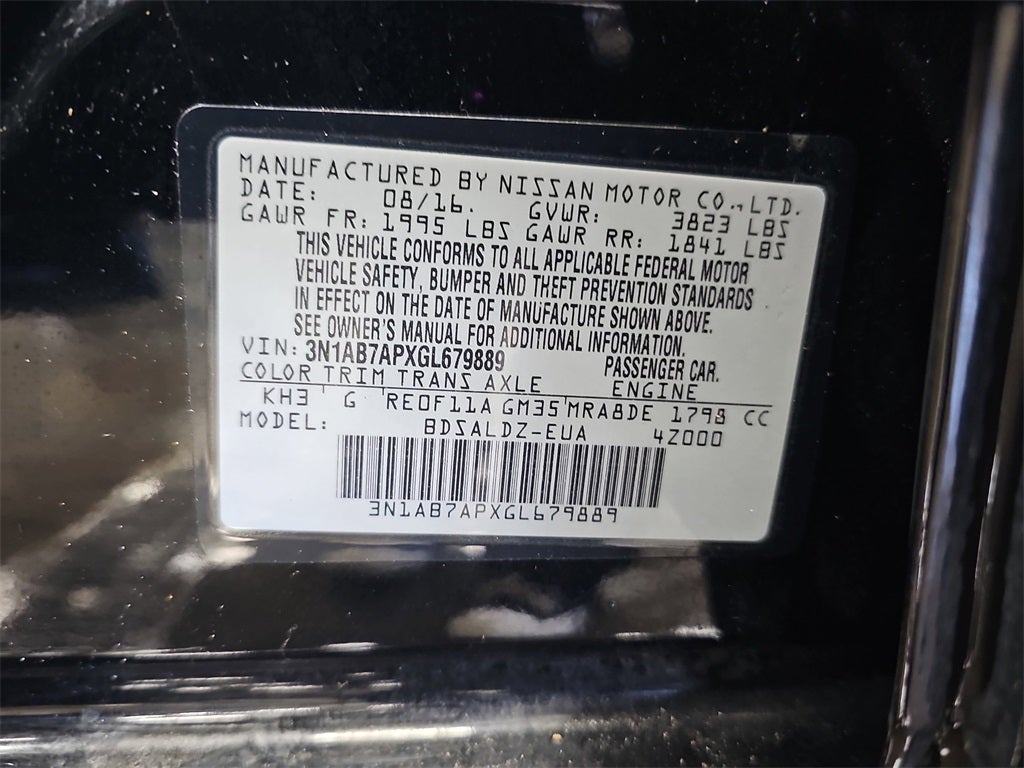 MANUFACTURED BY NISSAN MOTOR CO., LTD.
DATE: 08/16. GVWR: 3823 LBS
GAWR FR: 1995 LBS GAWR RR: 1841 LBS
THIS VEHICLE CONFORMS TO ALL APPLICABLE FEDERAL MOTOR
VEHICLE SAFETY, BUMPER AND THEFT PREVENTION STANDARDS
IN EFFECT ON THE DATE OF MANUFACTURE SHOWN ABOVE.
SEE OWNER'S MANUAL FOR ADDITIONAL INFORMATION.
VIN: 3N1AB7APXGL679889 PASSENGER CAR.
COLOR TRIM TRANS AXLE ENGINE
KH3 G RE0F11A GM35 MRA8DE 1798 CC
MODEL: BDSALDZ-EUA 4Z000
3N1AB7APXGL679889